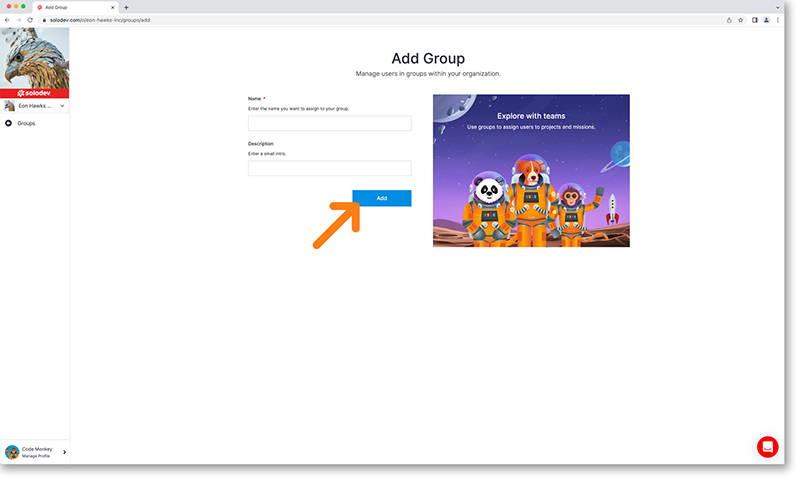 Add Group
solodev.com/o/eon-hawks-inc/groups/add
solodev
Eon Hawks ...
Groups
Add Group
Manage users in groups within your organization.
Name *
Enter the name you want to assign to your group.
Description
Enter a small intro.
Add
Explore with teams
Use groups to assign users to projects and missions.
Code Monkey
Manage Profile